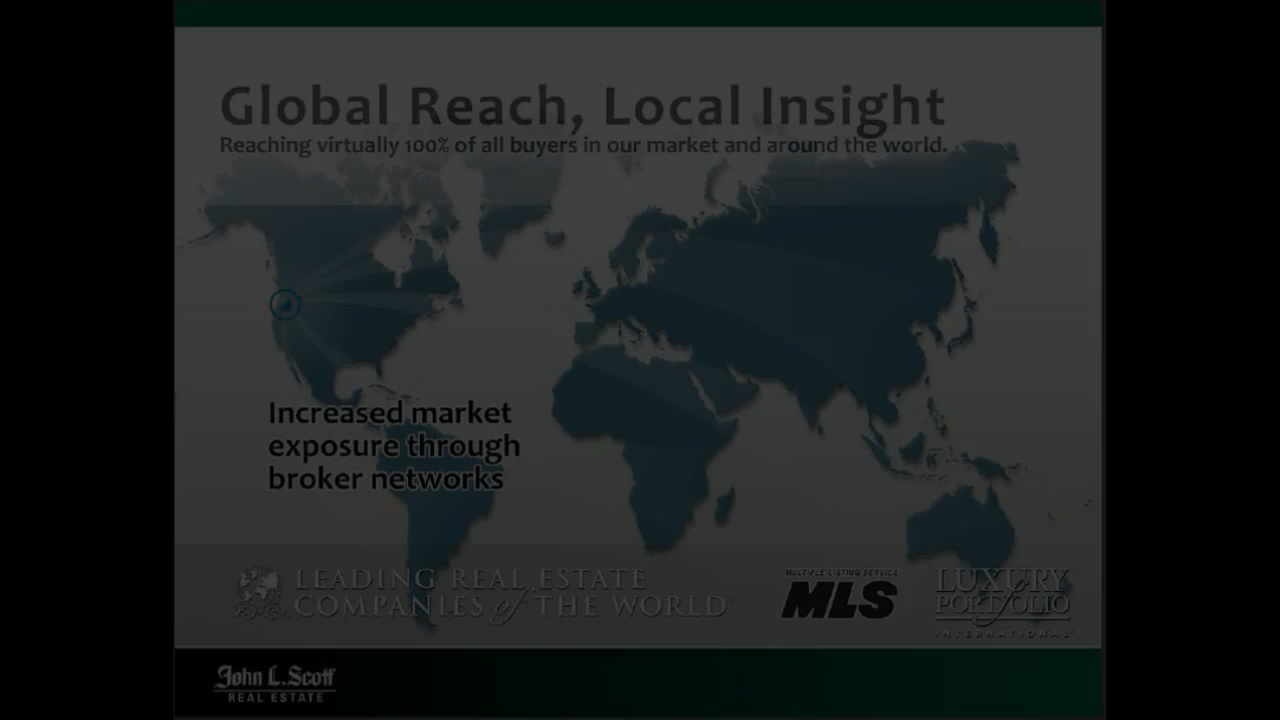 Global Reach, Local Insight
Reaching virtually 100% of all buyers in our market and around the world.
Increased market
exposure through
broker networks
LEADING REAL ESTATE
COMPANIES of THE WORLD
MULTIPLE LISTING SERVICE
MLS
LUXURY
PORTfOLIO
INTERNATIONAL
John L. Scott
REAL ESTATE